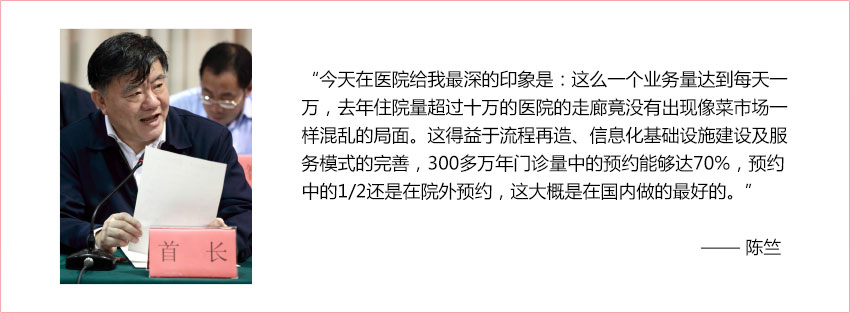 “今天在医院给我最深的印象是：这么一个业务量达到每天一
万，去年住院量超过十万的医院的走廊竟没有出现像菜市场一
样混乱的局面。这得益于流程再造、信息化基础设施建设及服
务模式的完善，300多万年门诊量中的预约能够达70%，预约
中的1/2还是在院外预约，这大概是在国内做的最好的。”
—— 陈竺
首 长